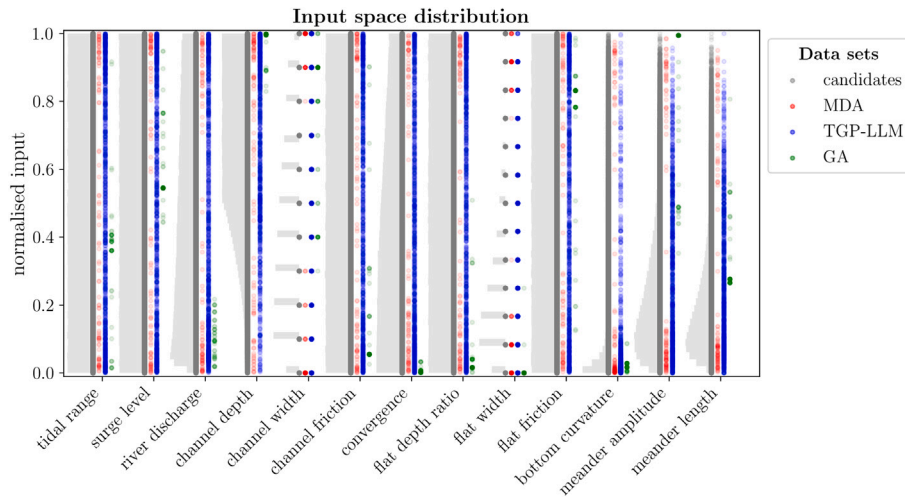 Input space distribution
1.0
0.8
0.6
0.4
0.2
0.0
normalised input
tidal range
surge level
river discharge
channel depth
channel width
channel friction
convergence
flat depth ratio
flat width
flat friction
bottom curvature
meander amplitude
meander length
Data sets
candidates
MDA
TGP-LLM
GA